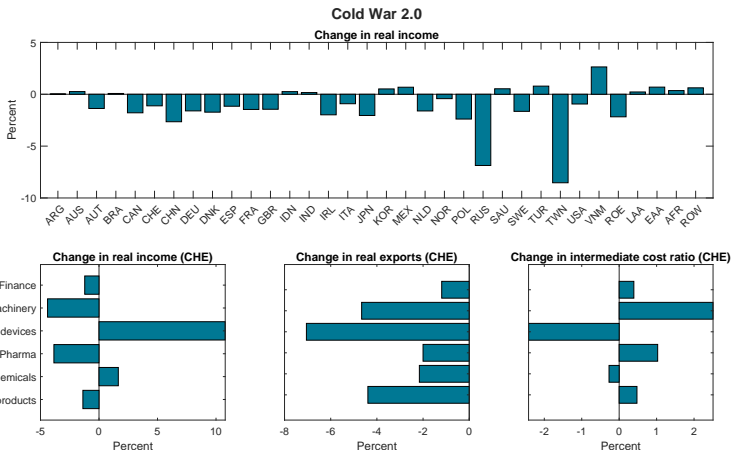 Cold War 2.0
Change in real income
5
0
-5
-10
Percent
ARG AUS AUT BRA CAN CHE CHN DEU DNK ESP FRA GBR IDN IND IRL ITA JPN KOR MEX NLD NOR POL RUS SAU SWE TUR TWN USA VNM ROE LAA EAA AFR ROW
Change in real income (CHE)
Finance
achinery
devices
Pharma
emicals
products
-5 0 5 10
Percent
Change in real exports (CHE)
-8 -6 -4 -2 0
Percent
Change in intermediate cost ratio (CHE)
-2 -1 0 1 2
Percent